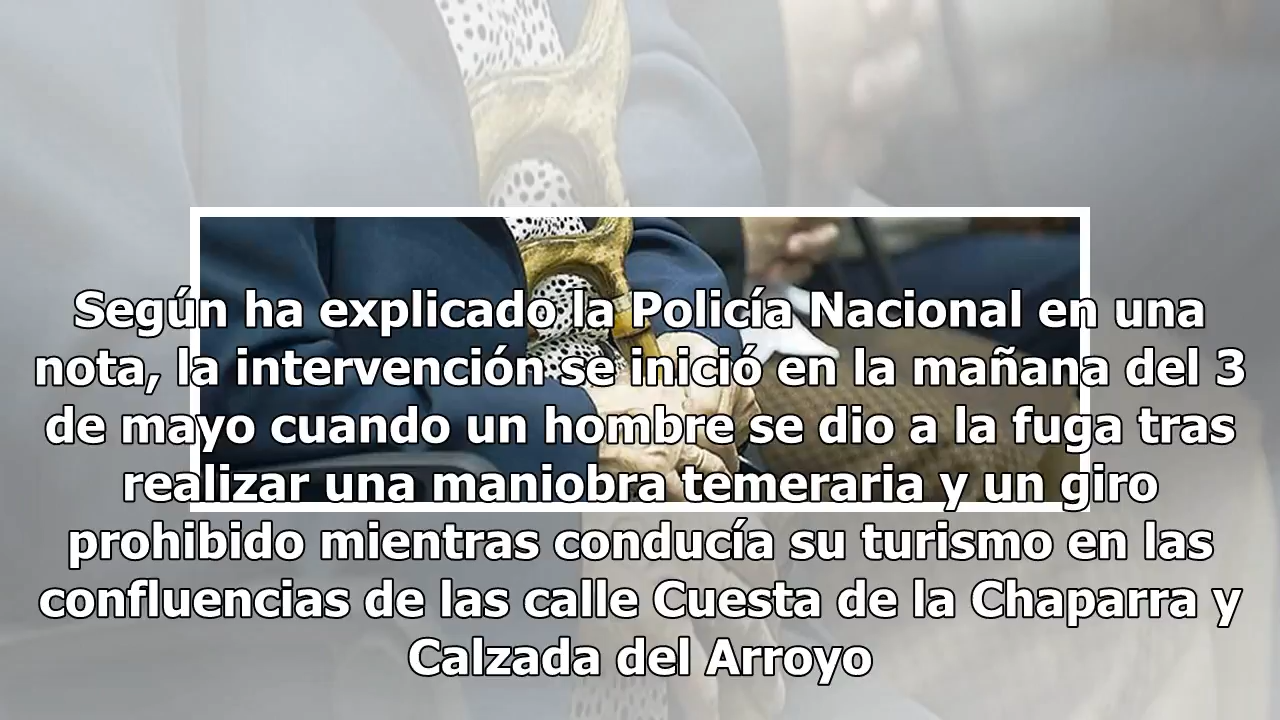 Según ha explicado la Policía Nacional en una
nota, la intervención se inició en la mañana del 3
de mayo cuando un hombre se dio a la fuga tras
realizar una maniobra temeraria y un giro
prohibido mientras conducía su turismo en las
confluencias de las calle Cuesta de la Chaparra y
Calzada del Arroyo